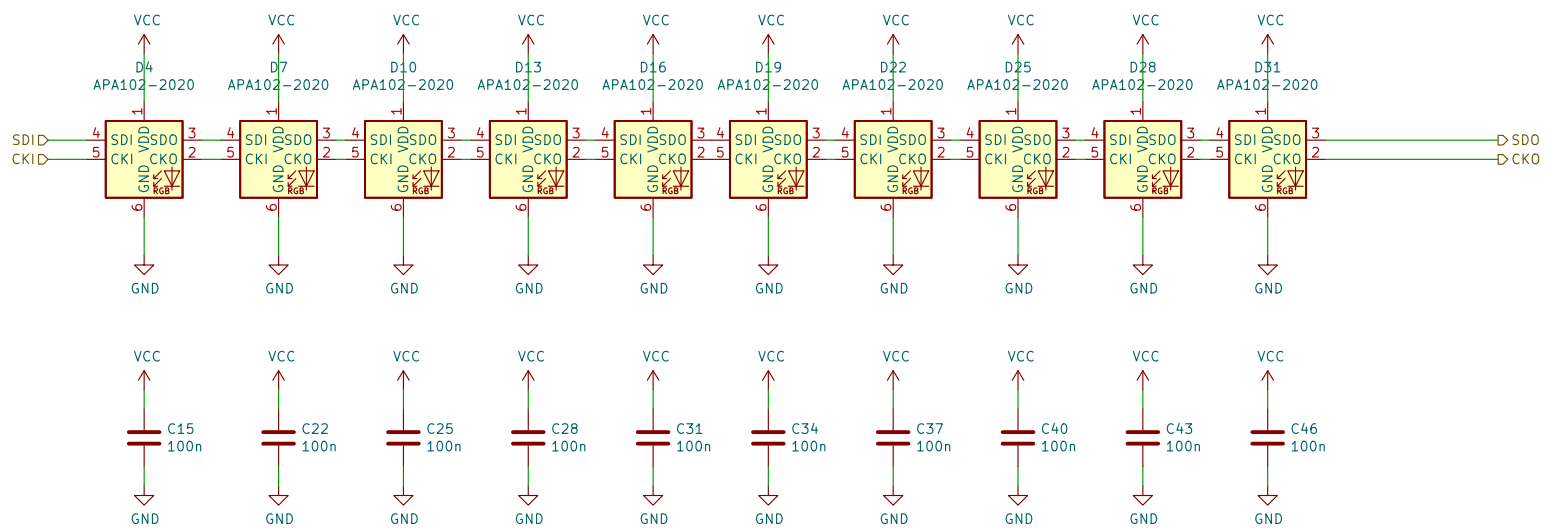 VCC VCC VCC VCC VCC VCC VCC VCC VCC VCC
D4 D7 D10 D13 D16 D19 D22 D25 D28 D31
APA102-2020 APA102-2020 APA102-2020 APA102-2020 APA102-2020 APA102-2020 APA102-2020 APA102-2020 APA102-2020 APA102-2020
1 1 1 1 1 1 1 1 1 1
SDI 4 SDI VDD SDO 3 4 SDI VDD SDO 3 4 SDI VDD SDO 3 4 SDI VDD SDO 3 4 SDI VDD SDO 3 4 SDI VDD SDO 3 4 SDI VDD SDO 3 4 SDI VDD SDO 3 4 SDI VDD SDO 3 4 SDI VDD SDO 3 SDO
CKI 5 CKI CKO 2 5 CKI CKO 2 5 CKI CKO 2 5 CKI CKO 2 5 CKI CKO 2 5 CKI CKO 2 5 CKI CKO 2 5 CKI CKO 2 5 CKI CKO 2 5 CKI CKO 2 CKO
GND RGB GND RGB GND RGB GND RGB GND RGB GND RGB GND RGB GND RGB GND RGB GND RGB
6 6 6 6 6 6 6 6 6 6
GND GND GND GND GND GND GND GND GND GND
VCC VCC VCC VCC VCC VCC VCC VCC VCC VCC
C15 C22 C25 C28 C31 C34 C37 C40 C43 C46
100n 100n 100n 100n 100n 100n 100n 100n 100n 100n
GND GND GND GND GND GND GND GND GND GND